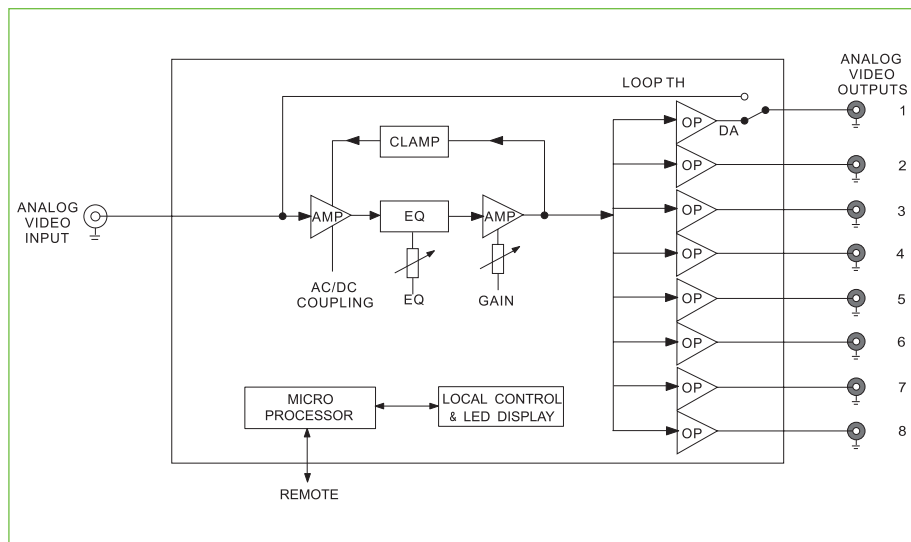 ANALOG
VIDEO
OUTPUTS
LOOP TH
OP
DA
1
CLAMP
OP
2
ANALOG
VIDEO
INPUT
AMP
EQ
AMP
OP
3
OP
4
AC/DC
COUPLING
EQ
GAIN
OP
5
OP
6
MICRO
PROCESSOR
LOCAL CONTROL
& LED DISPLAY
OP
7
OP
8
REMOTE